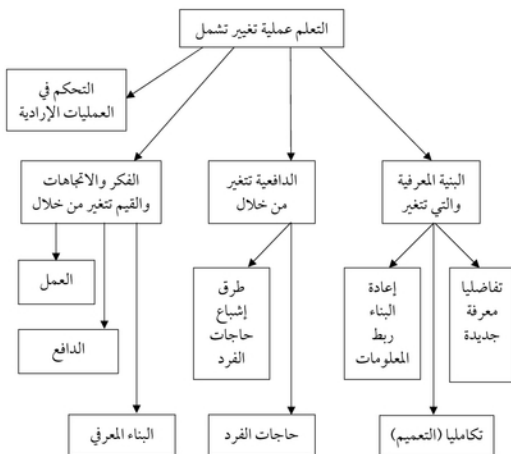 التعلم عملية تغيير تشمل
التحكم في
العمليات الإرادية
البنية المعرفية
والتي تتغير
الدافعية تتغير
من خلال
الفكر والاتجاهات
والقيم تتغير من خلال
تفاضليا
معرفة
جديدة
إعادة
البناء
ربط
المعلومات
طرق
إشباع
حاجات
الفرد
العمل
الدافع
تكامليا (التعميم)
حاجات الفرد
البناء المعرفي